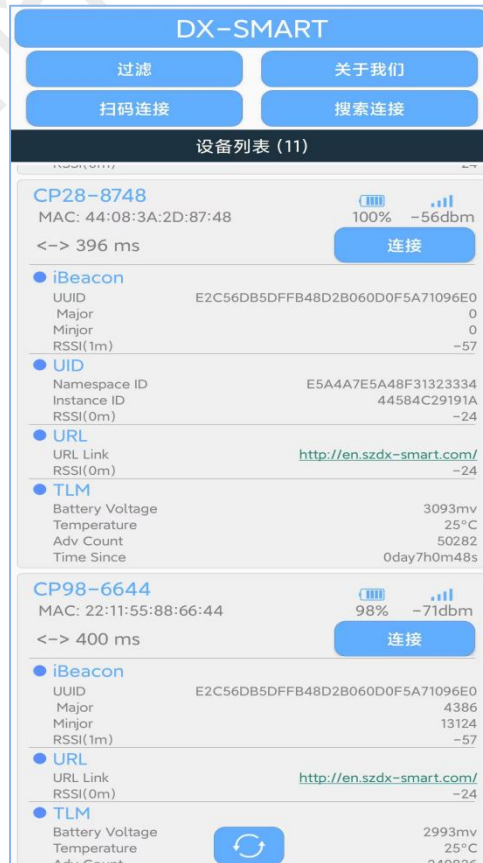 DX-SMART
过滤
关于我们
扫码连接
搜索连接
设备列表 (11)
CP28-8748
MAC: 44:08:3A:2D:87:48
100% -56dbm
<-> 396 ms
连接
iBeacon
UUID E2C56DB5DFFB48D2B060D0F5A71096E0
Major 0
Minjor 0
RSSI(1m) -57
UID
Namespace ID E5A4A7E5A48F31323334
Instance ID 44584C29191A
RSSI(0m) -24
URL
URL Link http://en.szdx-smart.com/
RSSI(0m) -24
TLM
Battery Voltage 3093mv
Temperature 25°C
Adv Count 50282
Time Since 0day7h0m48s
CP98-6644
MAC: 22:11:55:88:66:44
98% -71dbm
<-> 400 ms
连接
iBeacon
UUID E2C56DB5DFFB48D2B060D0F5A71096E0
Major 4386
Minjor 13124
RSSI(1m) -57
URL
URL Link http://en.szdx-smart.com/
RSSI(0m) -24
TLM
Battery Voltage 2993mv
Temperature 25°C